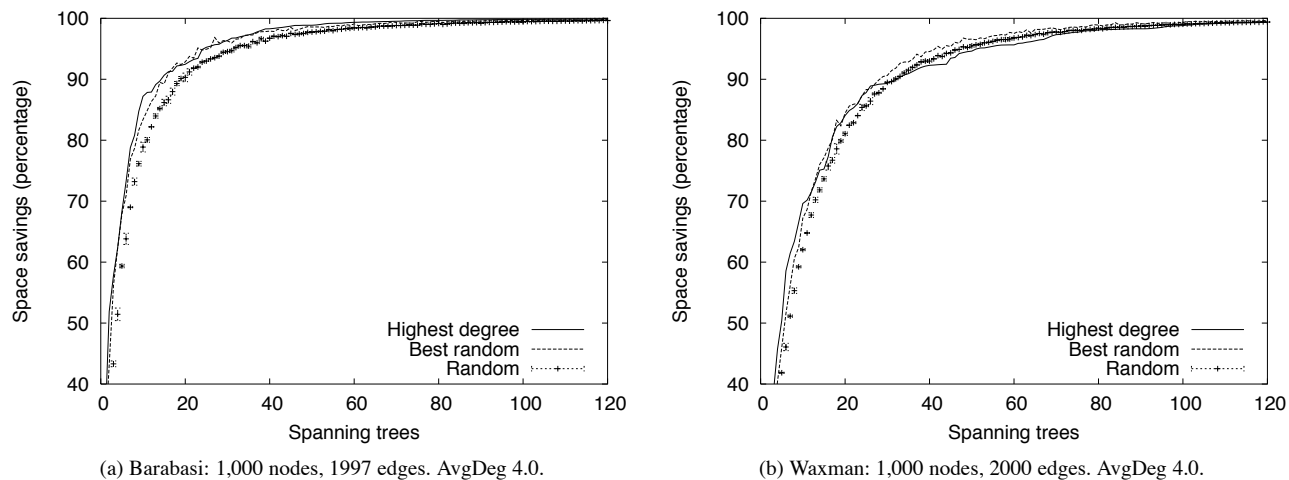 Space savings (percentage)
100
90
80
70
60
50
40
Highest degree
Best random
Random
0 20 40 60 80 100 120
Spanning trees
(a) Barabasi: 1,000 nodes, 1997 edges. AvgDeg 4.0.
Space savings (percentage)
100
90
80
70
60
50
40
Highest degree
Best random
Random
0 20 40 60 80 100 120
Spanning trees
(b) Waxman: 1,000 nodes, 2000 edges. AvgDeg 4.0.